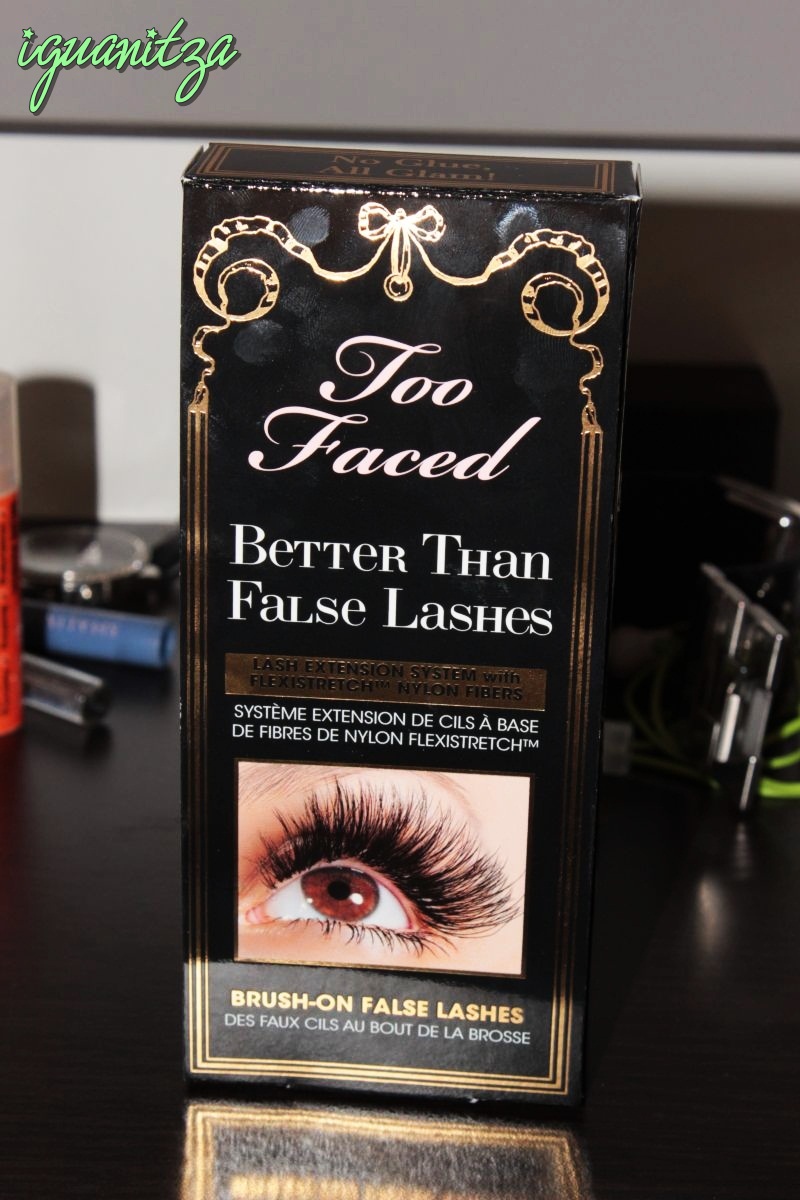 iguanitza
No Glue,
All Glam!
Too
Faced
Better Than
False Lashes
LASH EXTENSION SYSTEM with
FLEXISTRETCH™ NYLON FIBERS
SYSTÈME EXTENSION DE CILS À BASE
DE FIBRES DE NYLON FLEXISTRETCH™
BRUSH-ON FALSE LASHES
DES FAUX CILS AU BOUT DE LA BROSSE